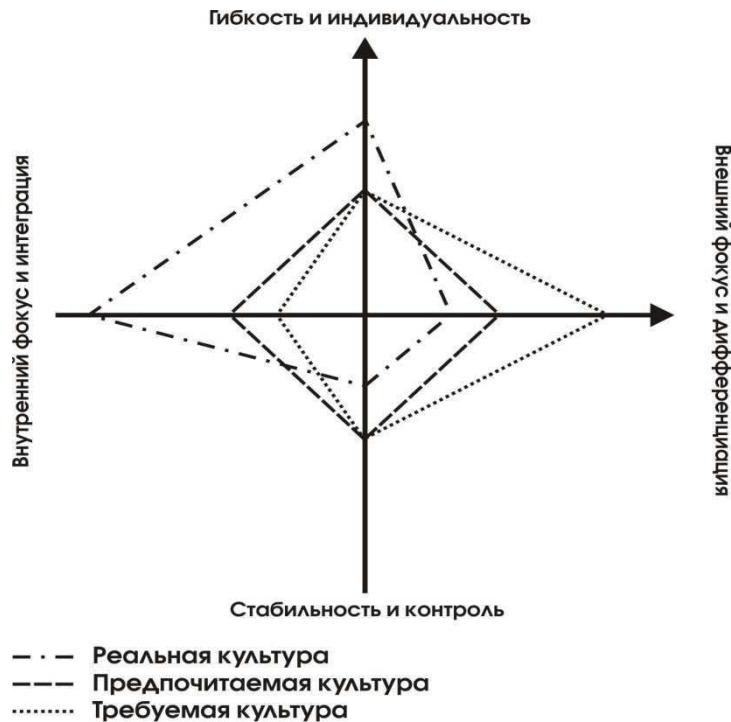 Гибкость и индивидуальность
Внутренний фокус и интеграция
Внешний фокус и дифференциация
Стабильность и контроль
Реальная культура
Предпочитаемая культура
Требуемая культура